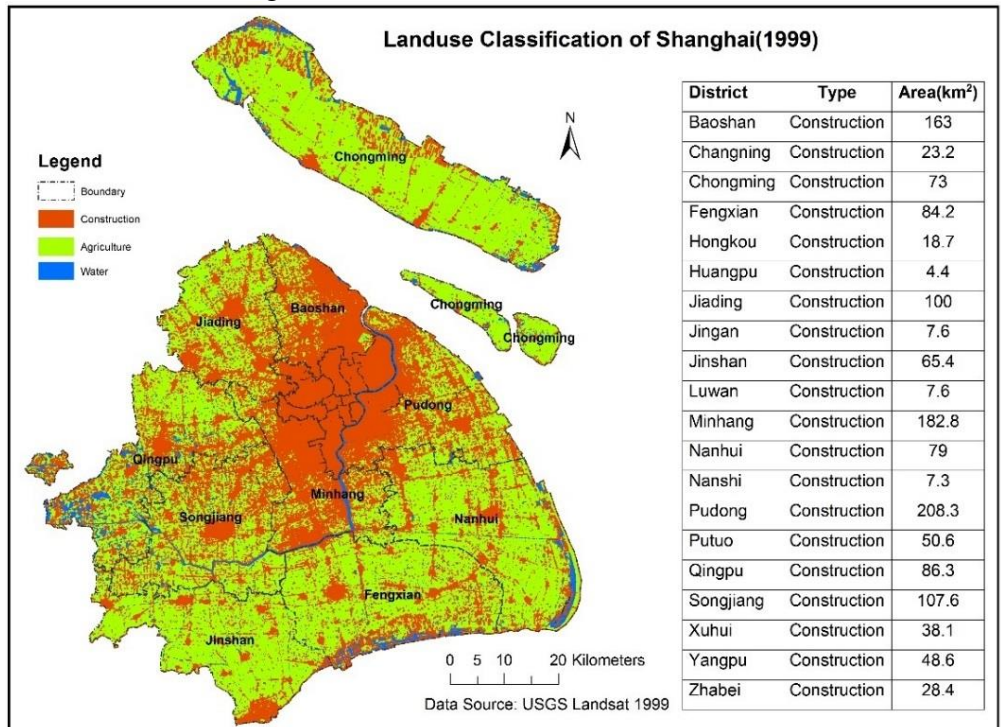 Landuse Classification of Shanghai(1999)
N
Legend
Boundary
Construction
Agriculture
Water
Chongming
Chongming
Chongming
Baoshan
Jiading
Pudong
Qingpu
Minhang
Songjiang
Nanhui
Fengxian
Jinshan
0 5 10 20 Kilometers
Data Source: USGS Landsat 1999
District Type Area(km²)
Baoshan Construction 163
Changning Construction 23.2
Chongming Construction 73
Fengxian Construction 84.2
Hongkou Construction 18.7
Huangpu Construction 4.4
Jiading Construction 100
Jingan Construction 7.6
Jinshan Construction 65.4
Luwan Construction 7.6
Minhang Construction 182.8
Nanhui Construction 79
Nanshi Construction 7.3
Pudong Construction 208.3
Putuo Construction 50.6
Qingpu Construction 86.3
Songjiang Construction 107.6
Xuhui Construction 38.1
Yangpu Construction 48.6
Zhabei Construction 28.4